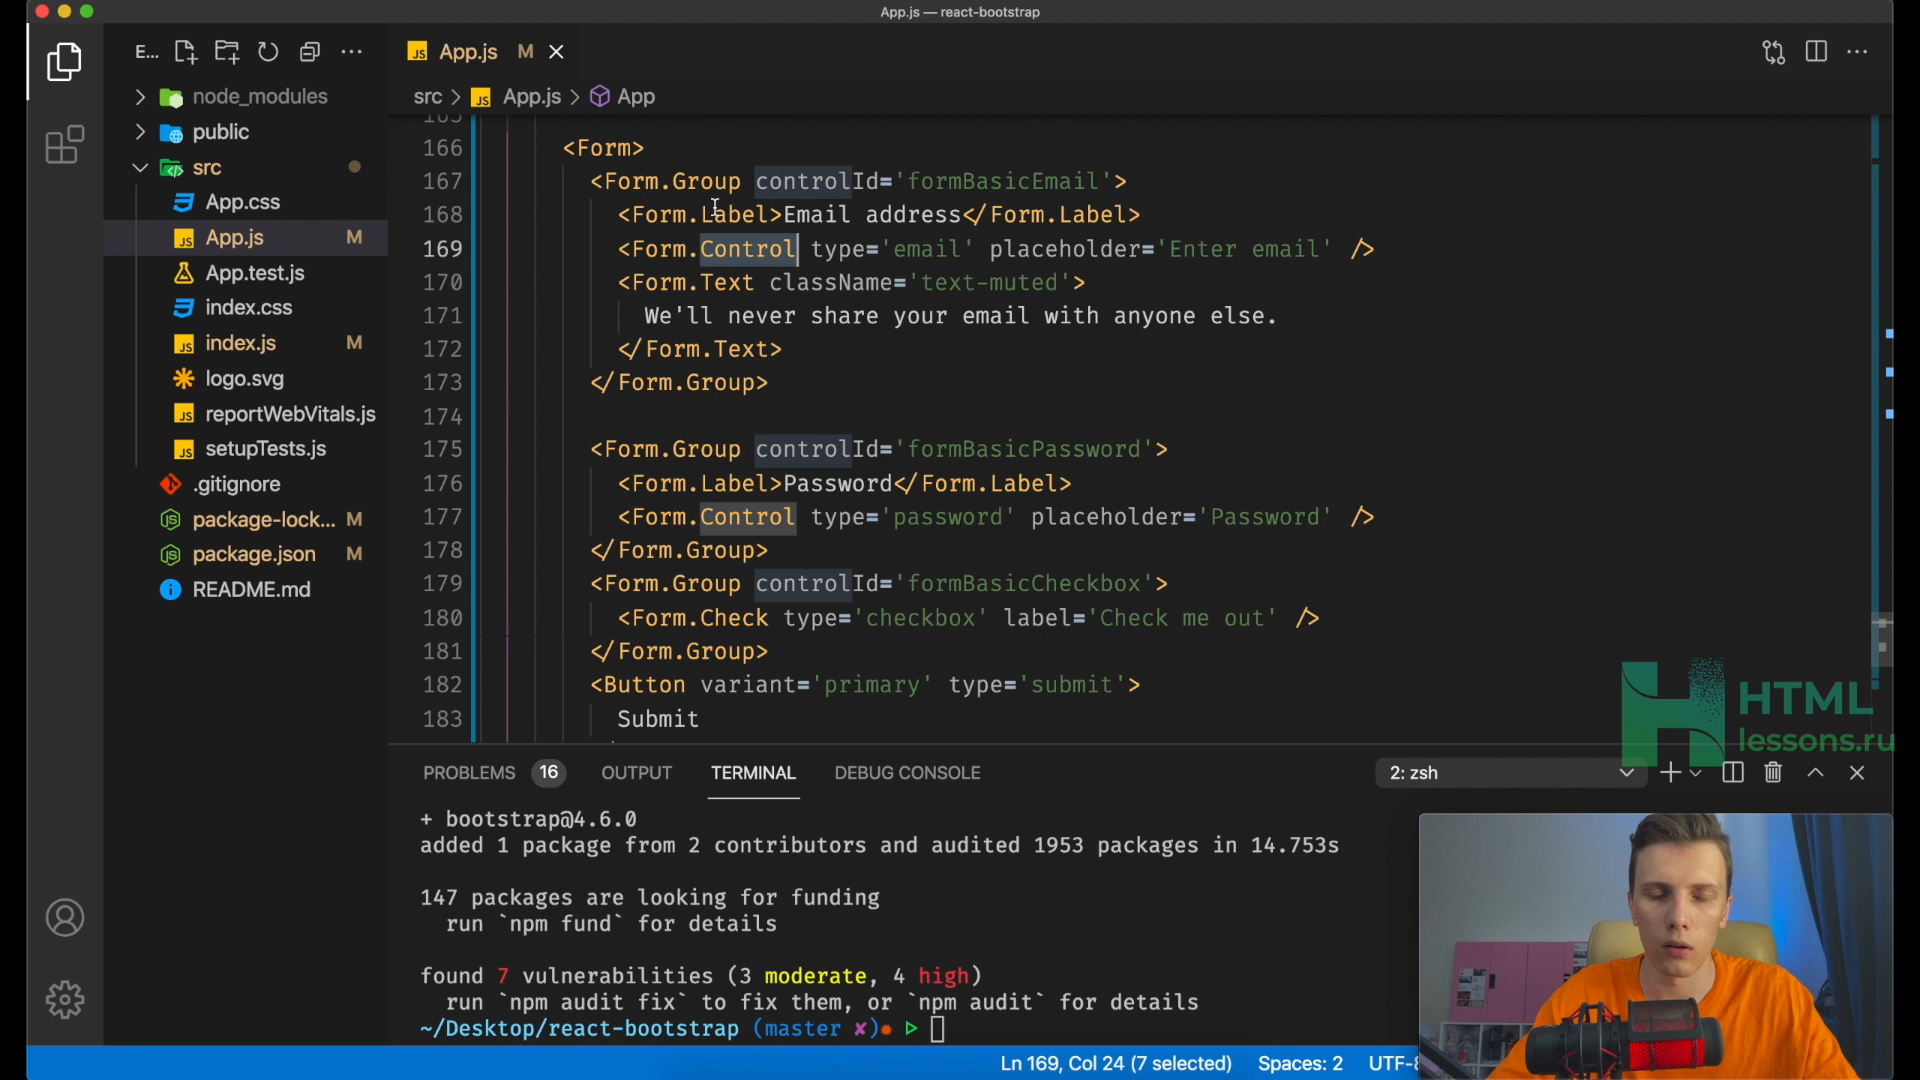 App.js — react-bootstrap
E...
App.js M
src > App.js > App
node_modules
public
src
App.css
App.js M
App.test.js
index.css
index.js M
logo.svg
reportWebVitals.js
setupTests.js
.gitignore
package-lock... M
package.json M
README.md
165
166 <Form>
167 <Form.Group controlId='formBasicEmail'>
168 <Form.Label>Email address</Form.Label>
169 <Form.Control type='email' placeholder='Enter email' />
170 <Form.Text className='text-muted'>
171 We'll never share your email with anyone else.
172 </Form.Text>
173 </Form.Group>
174
175 <Form.Group controlId='formBasicPassword'>
176 <Form.Label>Password</Form.Label>
177 <Form.Control type='password' placeholder='Password' />
178 </Form.Group>
179 <Form.Group controlId='formBasicCheckbox'>
180 <Form.Check type='checkbox' label='Check me out' />
181 </Form.Group>
182 <Button variant='primary' type='submit'>
183 Submit
HTML
lessons.ru
PROBLEMS 16 OUTPUT TERMINAL DEBUG CONSOLE 2: zsh
+ bootstrap@4.6.0
added 1 package from 2 contributors and audited 1953 packages in 14.753s
147 packages are looking for funding
run `npm fund` for details
found 7 vulnerabilities (3 moderate, 4 high)
run `npm audit fix` to fix them, or `npm audit` for details
~/Desktop/react-bootstrap (master ✘)✹ ▷
Ln 169, Col 24 (7 selected) Spaces: 2 UTF-8